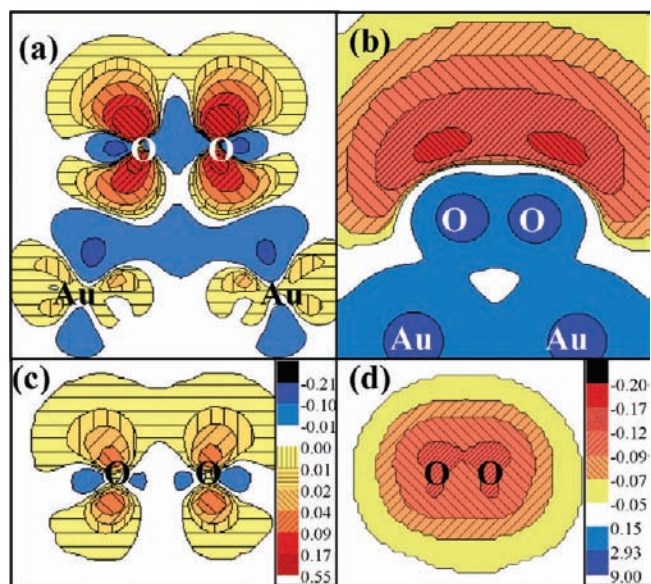 (a)
(b)
O O
O O
Au Au
Au Au
(c)
(d)
O O
O O
-0.21
-0.10
-0.01
0.00
0.01
0.02
0.04
0.09
0.17
0.55
-0.20
-0.17
-0.12
-0.09
-0.07
-0.05
0.15
2.93
9.00